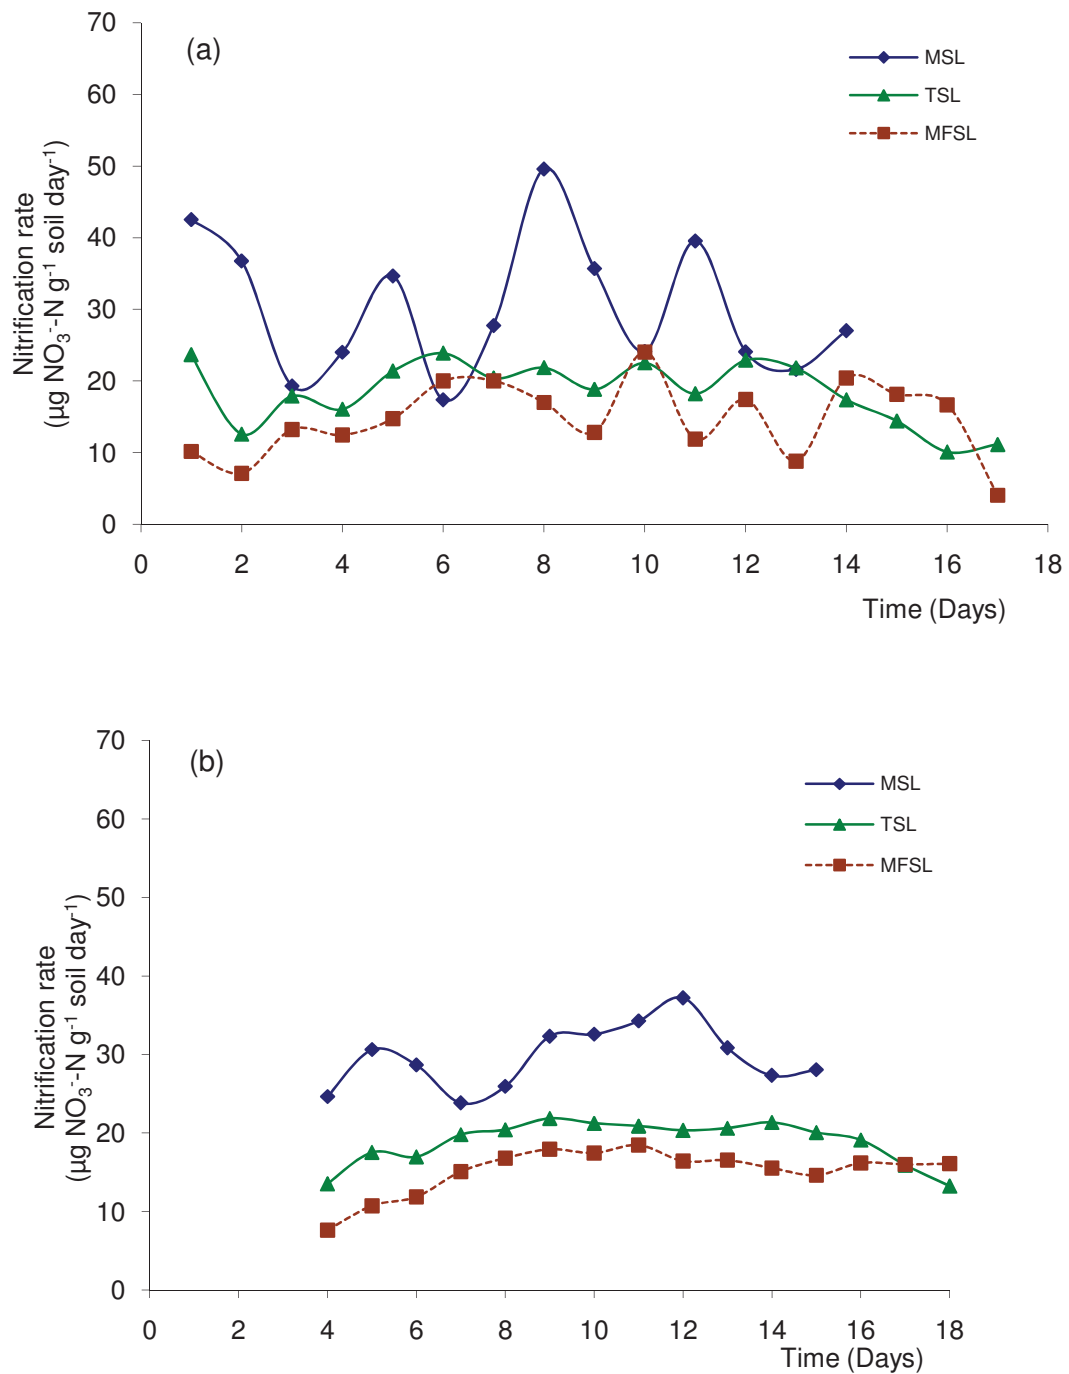 (a)
MSL
TSL
MFSL
Nitrification rate
(µg NO₃⁻-N g⁻¹ soil day⁻¹)
70
60
50
40
30
20
10
0
0 2 4 6 8 10 12 14 16 18
Time (Days)
(b)
MSL
TSL
MFSL
Nitrification rate
(µg NO₃⁻-N g⁻¹ soil day⁻¹)
70
60
50
40
30
20
10
0
0 2 4 6 8 10 12 14 16 18
Time (Days)